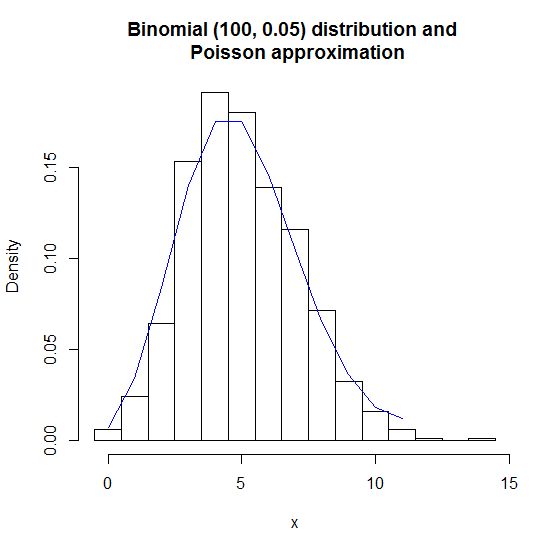 Binomial (100, 0.05) distribution and
Poisson approximation
Density
0.15
0.10
0.05
0.00
0 5 10 15
x